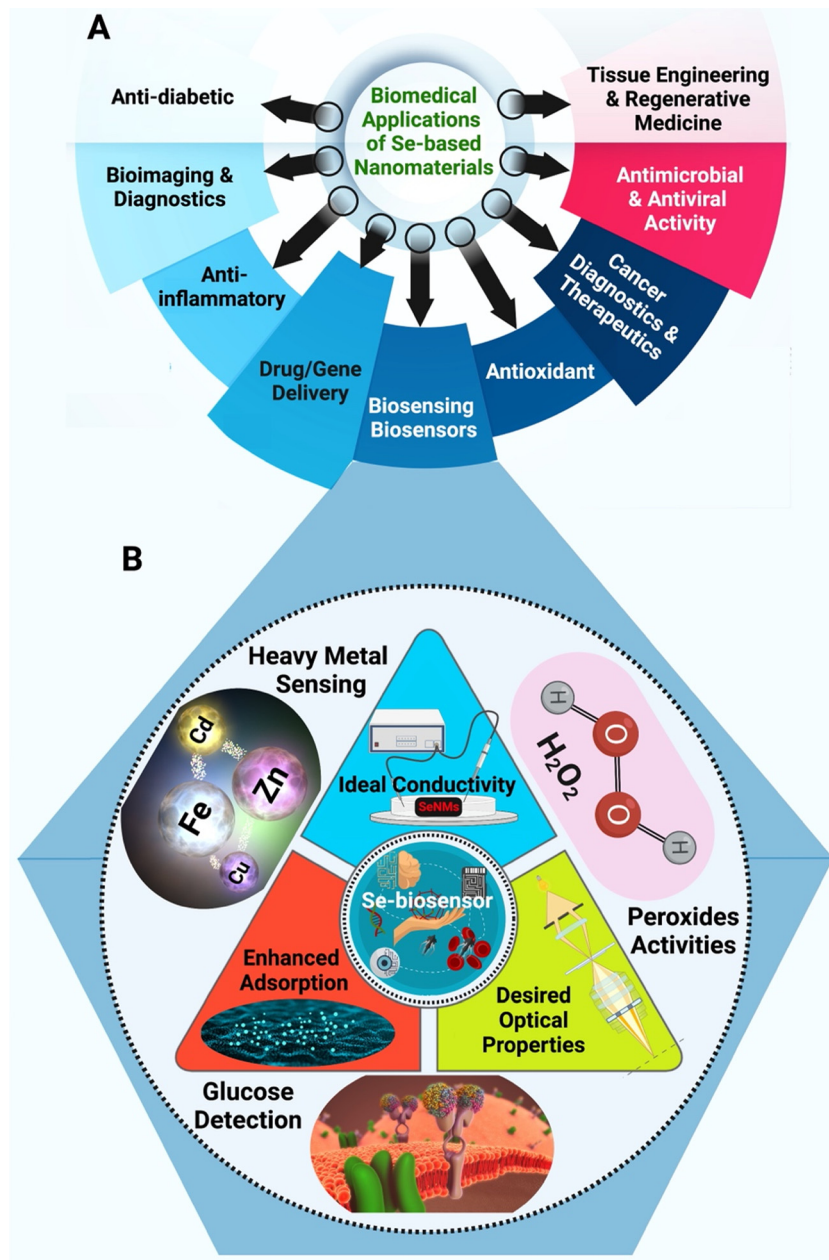 A
Biomedical
Applications
of Se-based
Nanomaterials
Anti-diabetic
Bioimaging &
Diagnostics
Anti-
inflammatory
Drug/Gene
Delivery
Biosensing
Biosensors
Antioxidant
Cancer
Diagnostics &
Therapeutics
Antimicrobial
& Antiviral
Activity
Tissue Engineering
& Regenerative
Medicine
B
Heavy Metal
Sensing
Cd
Zn
Fe
Cu
Ideal Conductivity
SeNMs
H
O
O
H
H₂O₂
Peroxides
Activities
Se-biosensor
Enhanced
Adsorption
Desired
Optical
Properties
Glucose
Detection